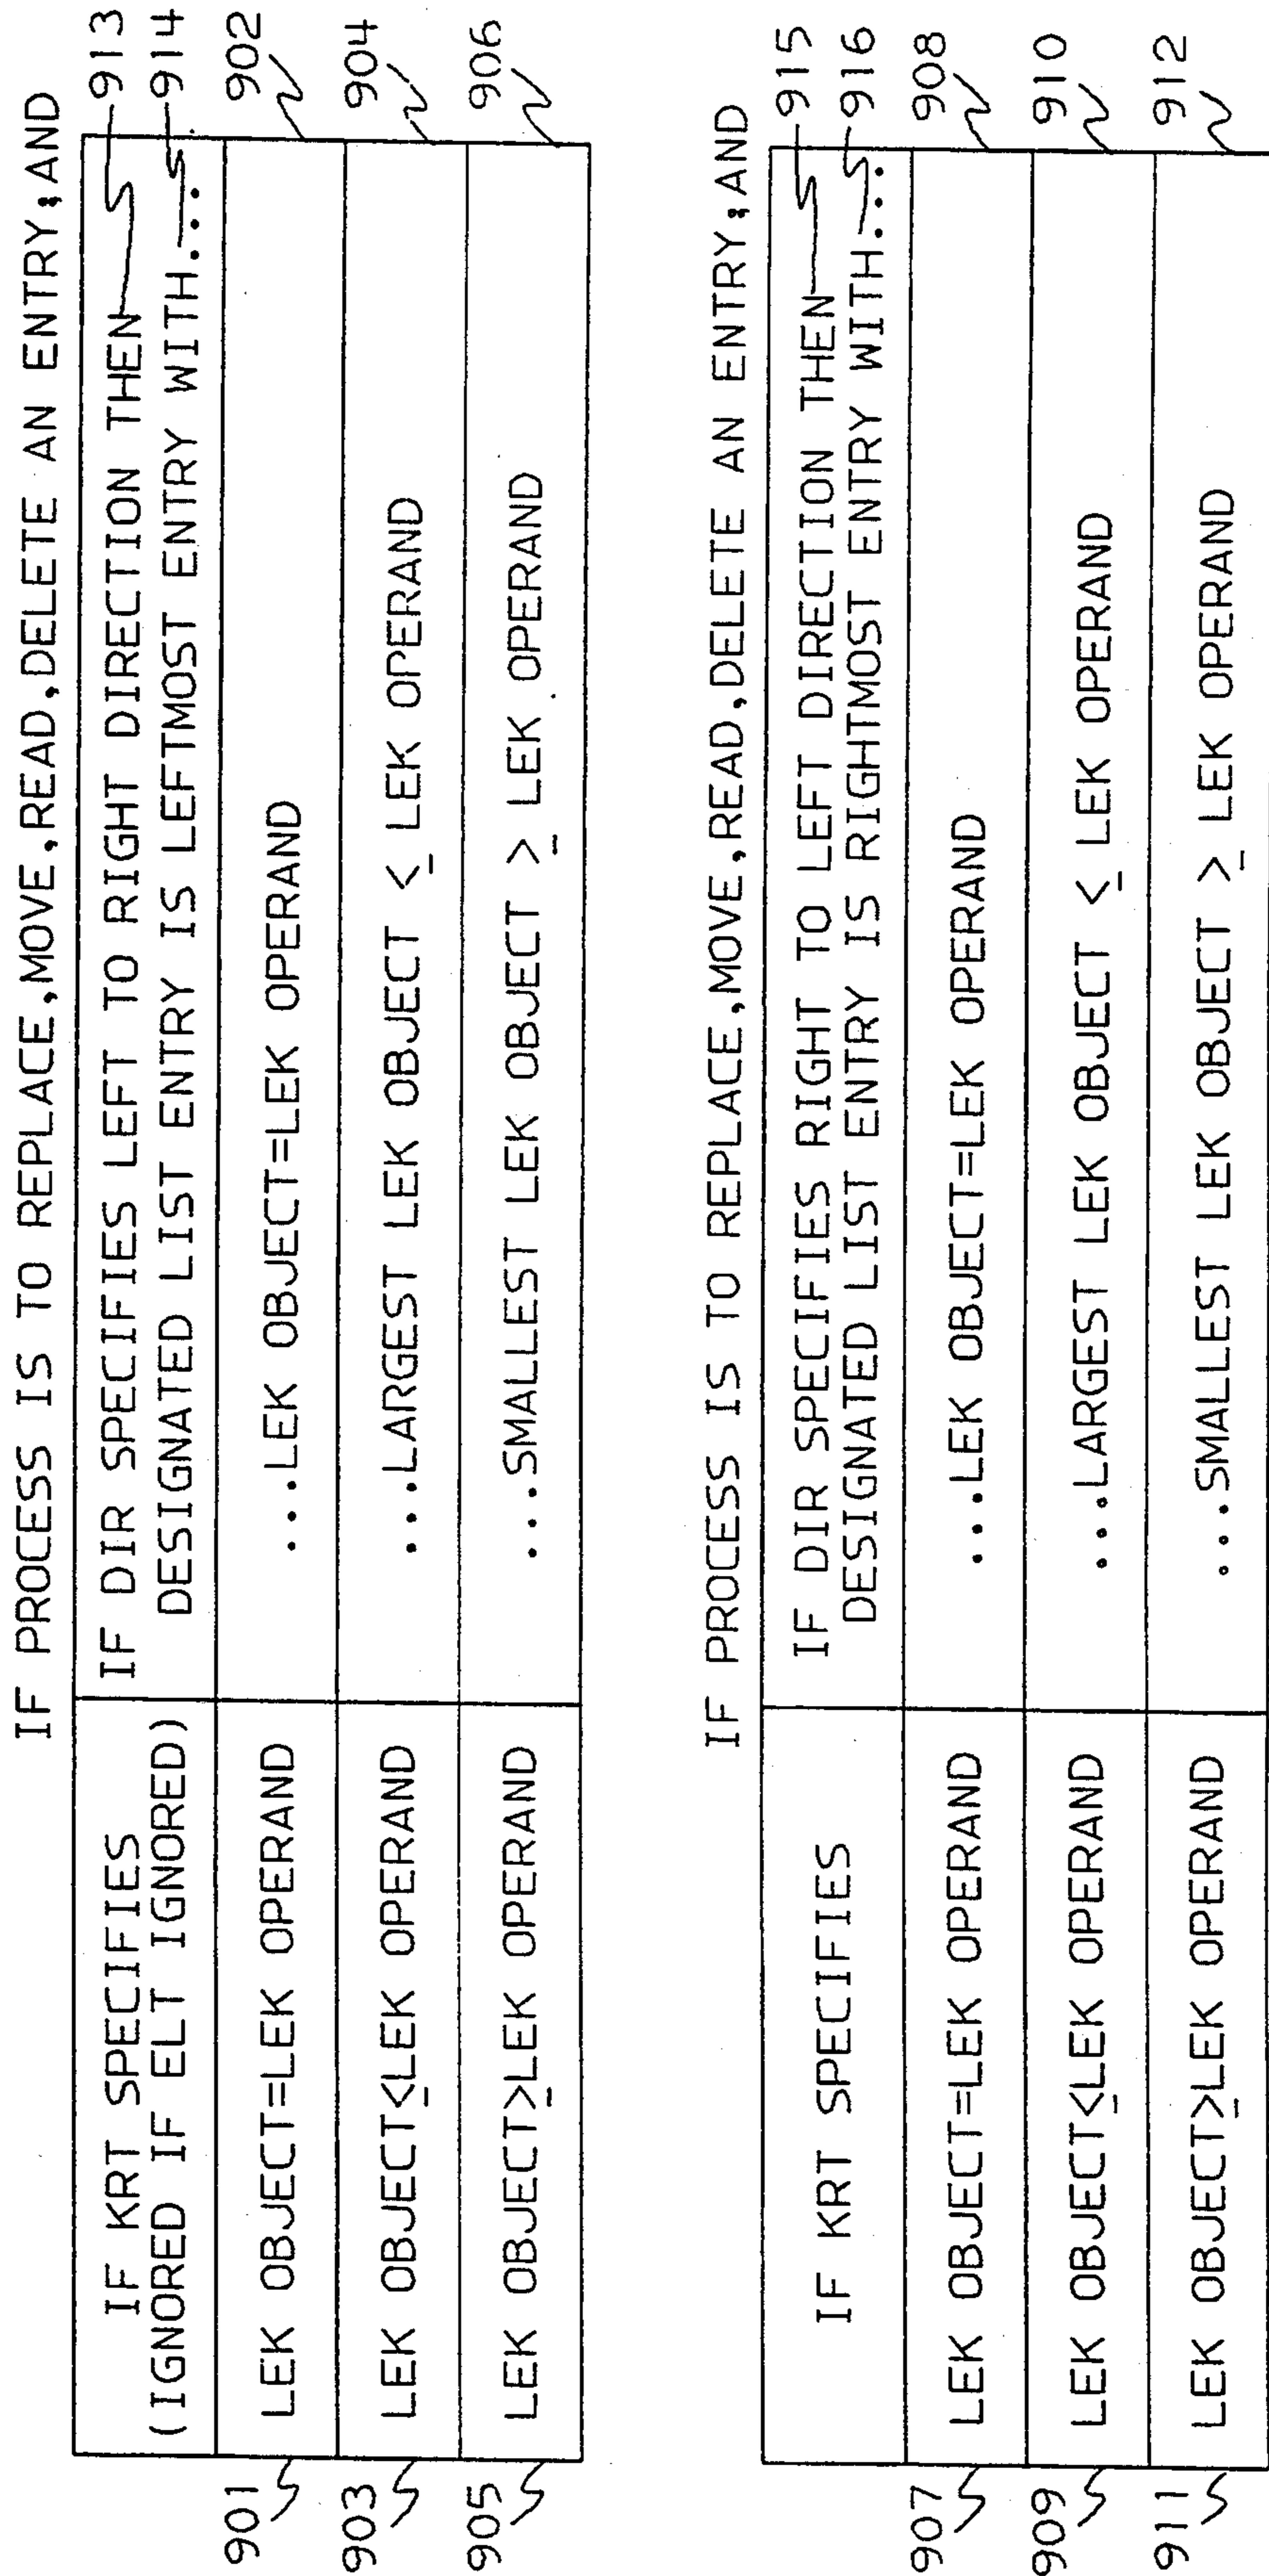 IF PROCESS IS TO REPLACE,MOVE,READ,DELETE AN ENTRY;AND
IF KRT SPECIFIES
(IGNORED IF ELT IGNORED)
IF DIR SPECIFIES LEFT TO RIGHT DIRECTION THEN 913
DESIGNATED LIST ENTRY IS LEFTMOST ENTRY WITH... 914
901 LEK OBJECT=LEK OPERAND ...LEK OBJECT=LEK OPERAND 902
903 LEK OBJECT≤LEK OPERAND ...LARGEST LEK OBJECT ≤ LEK OPERAND 904
905 LEK OBJECT≥LEK OPERAND ...SMALLEST LEK OBJECT ≥ LEK OPERAND 906
IF PROCESS IS TO REPLACE,MOVE,READ,DELETE AN ENTRY;AND
IF KRT SPECIFIES
IF DIR SPECIFIES RIGHT TO LEFT DIRECTION THEN 915
DESIGNATED LIST ENTRY IS RIGHTMOST ENTRY WITH... 916
907 LEK OBJECT=LEK OPERAND ...LEK OBJECT=LEK OPERAND 908
909 LEK OBJECT≤LEK OPERAND ...LARGEST LEK OBJECT ≤ LEK OPERAND 910
911 LEK OBJECT≥LEK OPERAND ...SMALLEST LEK OBJECT ≥ LEK OPERAND 912